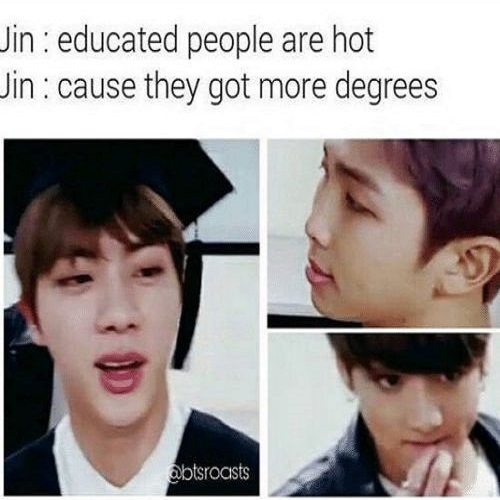 Jin : educated people are hot
Jin : cause they got more degrees
@btsroasts